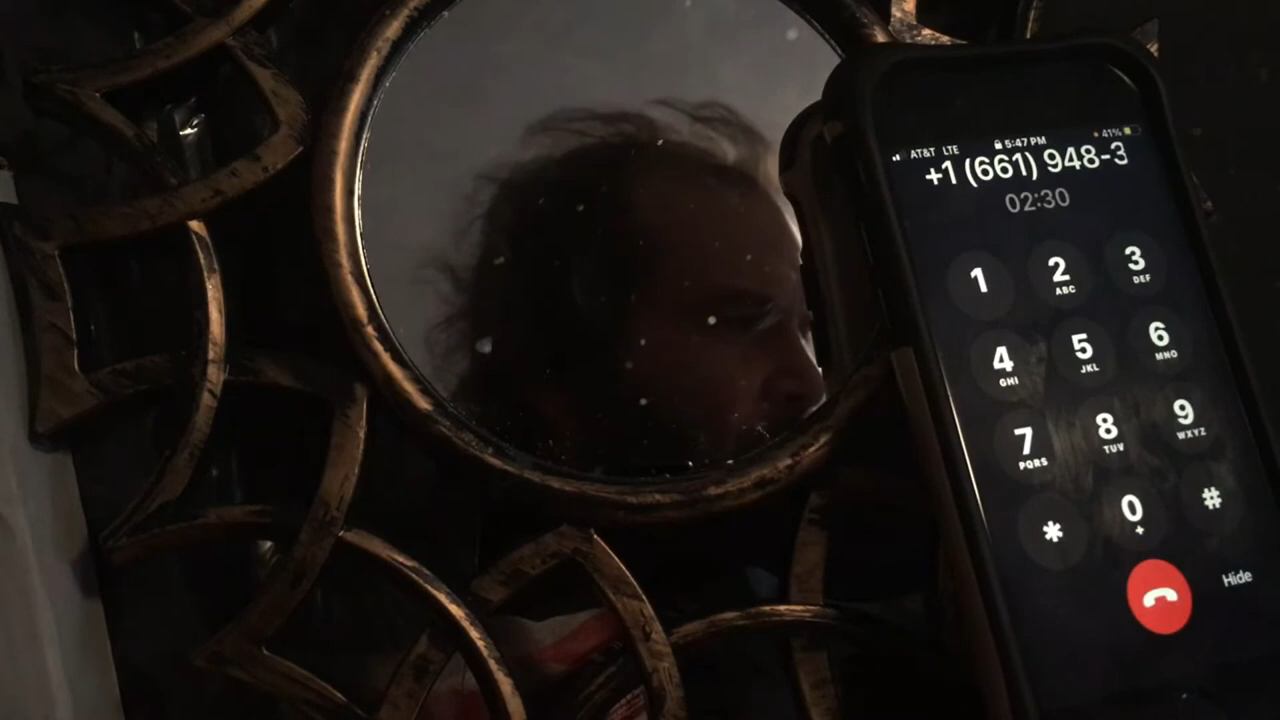 AT&T LTE 5:47 PM 41%
+1 (661) 948-3
02:30
1 2 3
ABC DEF
4 5 6
GHI JKL MNO
7 8 9
PQRS TUV WXYZ
* 0 #
+
Hide